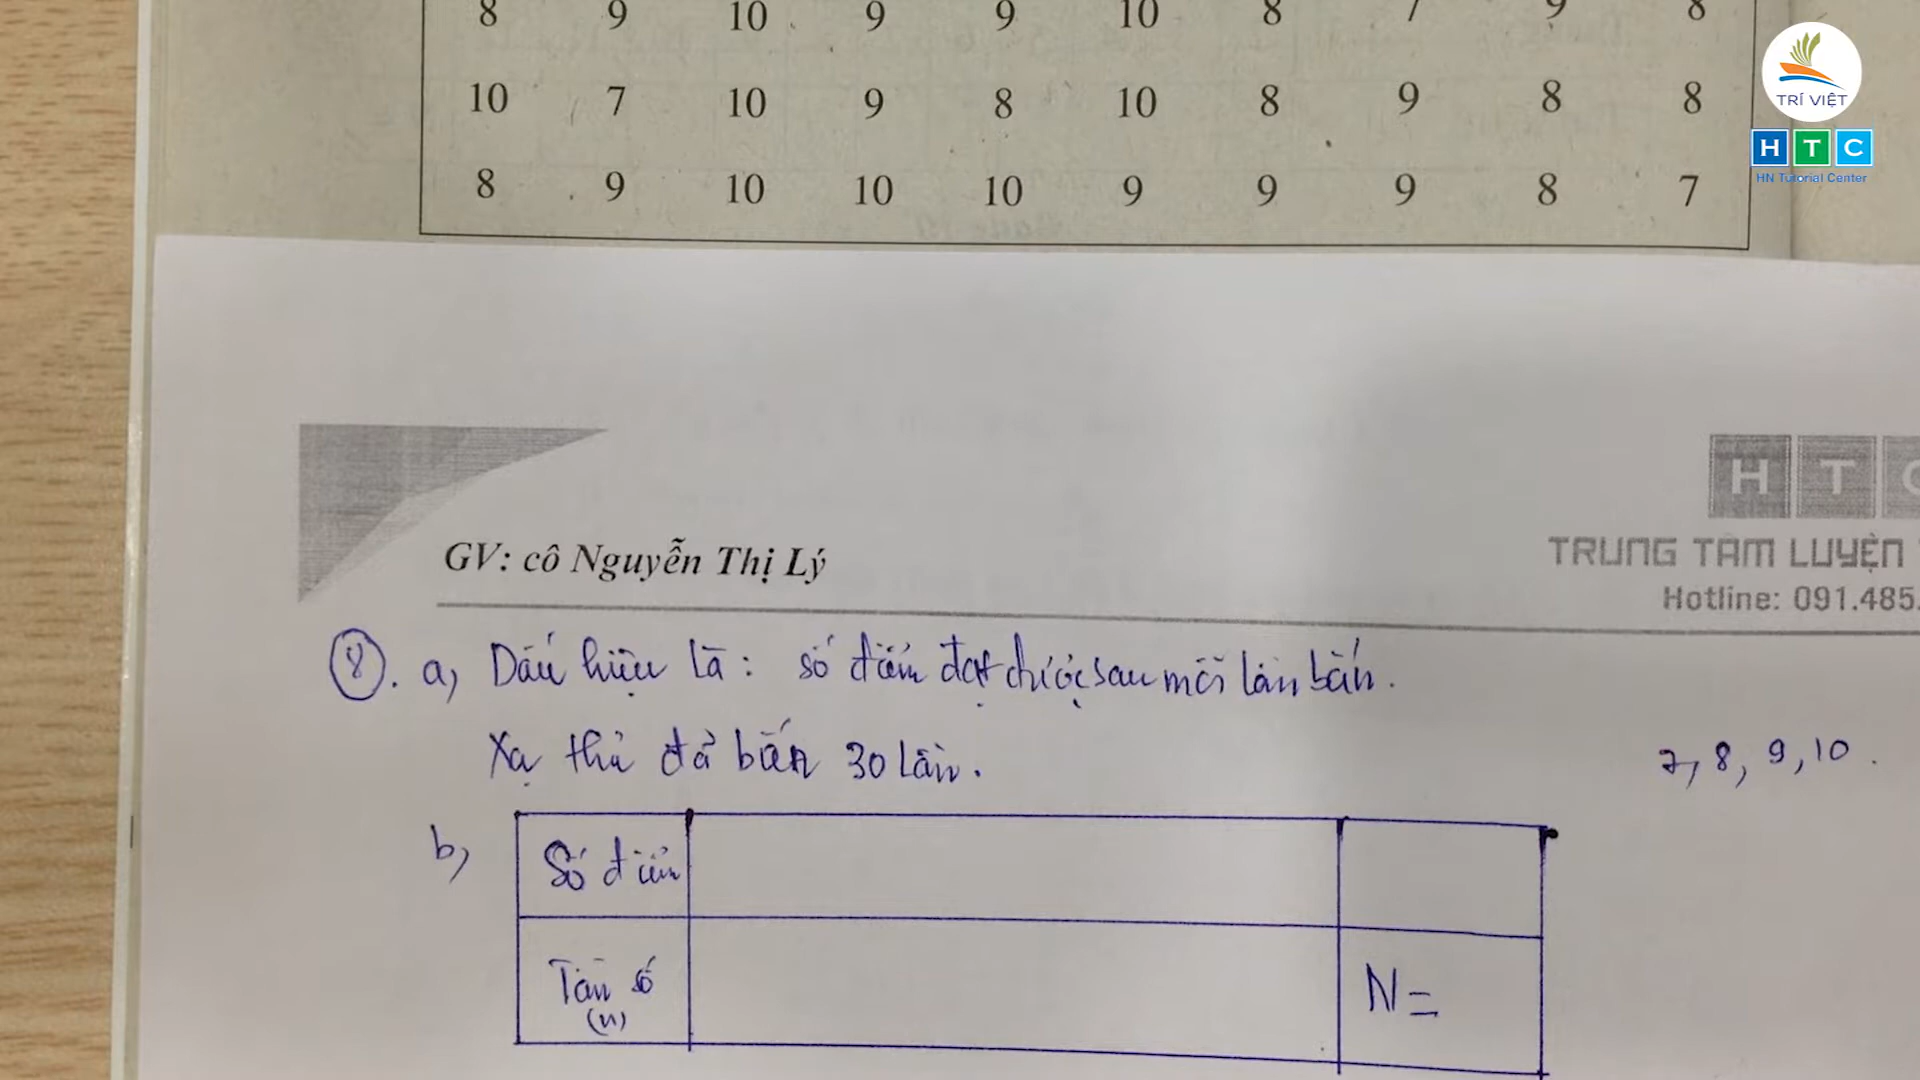 8 9 10 9 9 10 8 7 9 8
10 7 10 9 8 10 8 9 8 8
8 9 10 10 10 9 9 9 8 7
TRÍ VIỆT
H T C
HN Tutorial Center
H T C
GV: cô Nguyễn Thị Lý
TRUNG TÂM LUYỆN
Hotline: 091.485.
8. a, Dấu hiệu là: số điểm đạt được sau mỗi lần bắn.
Xạ thủ đã bắn 30 lần.
7, 8, 9, 10.
b,
Số điểm
Tần số
(n)
N =